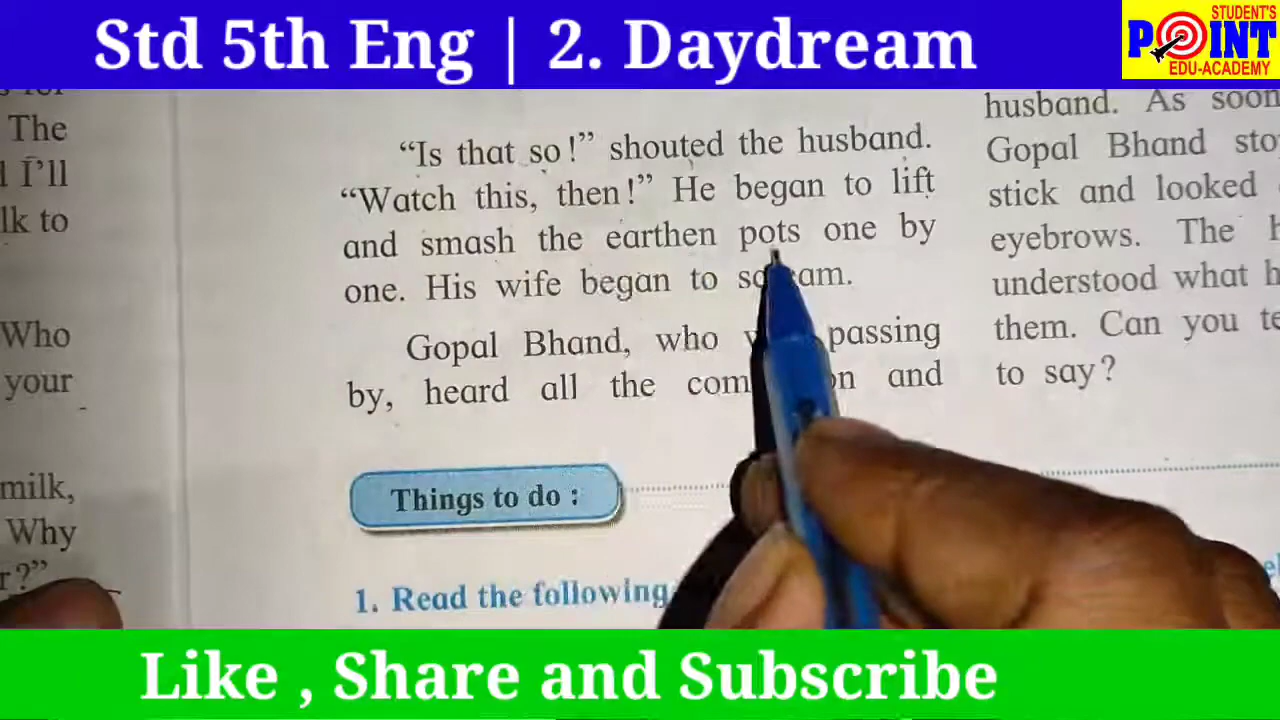 Std 5th Eng | 2. Daydream
STUDENT'S
POINT
EDU-ACADEMY
The
I'll
lk to
Who
your
milk,
Why
r?"
"Is that so!" shouted the husband.
"Watch this, then!" He began to lift
and smash the earthen pots one by
one. His wife began to
Gopal Bhand, who passing
by, heard all the and
husband. As soon
Gopal Bhand sto
stick and looked
eyebrows. The h
understood what h
them. Can you te
to say?
Things to do :
1. Read the following
Like , Share and Subscribe